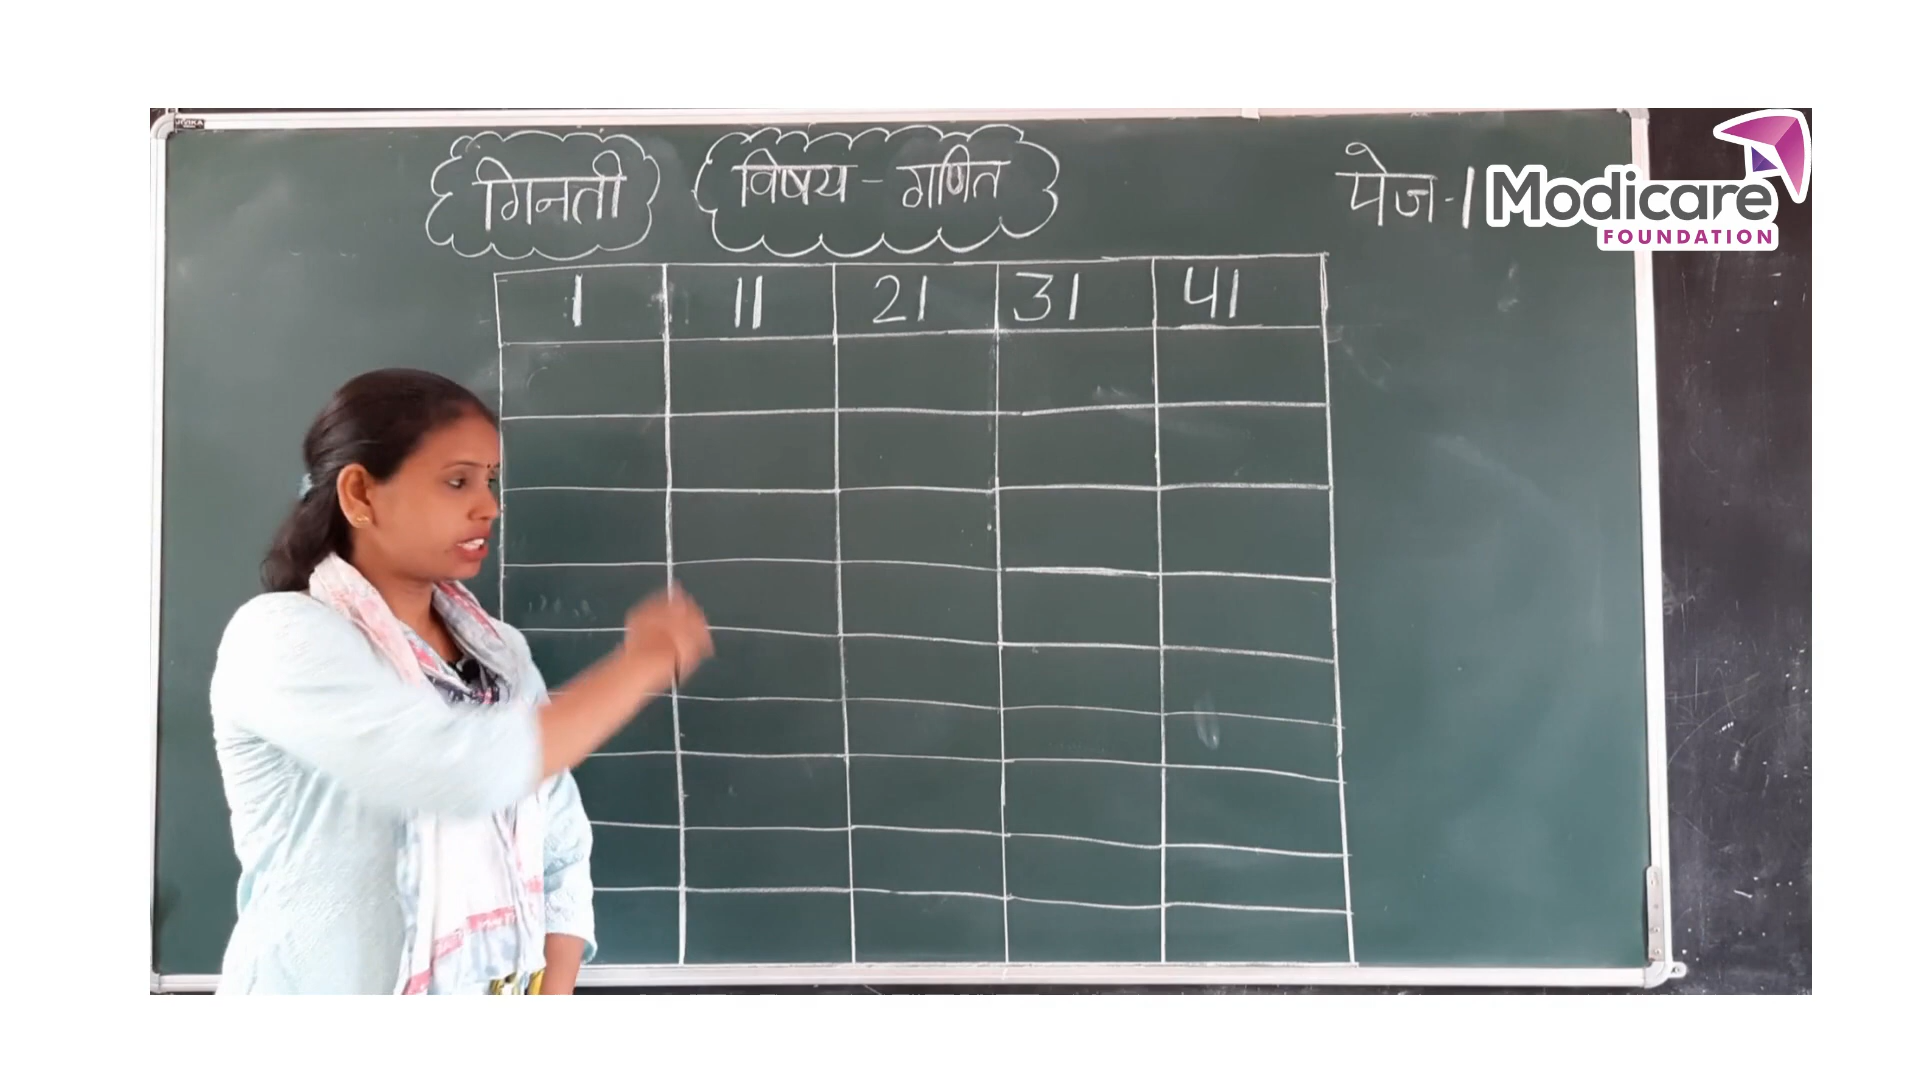 गिनती
विषय - गणित
पेज - 1
Modicare
FOUNDATION
1 11 21 31 41